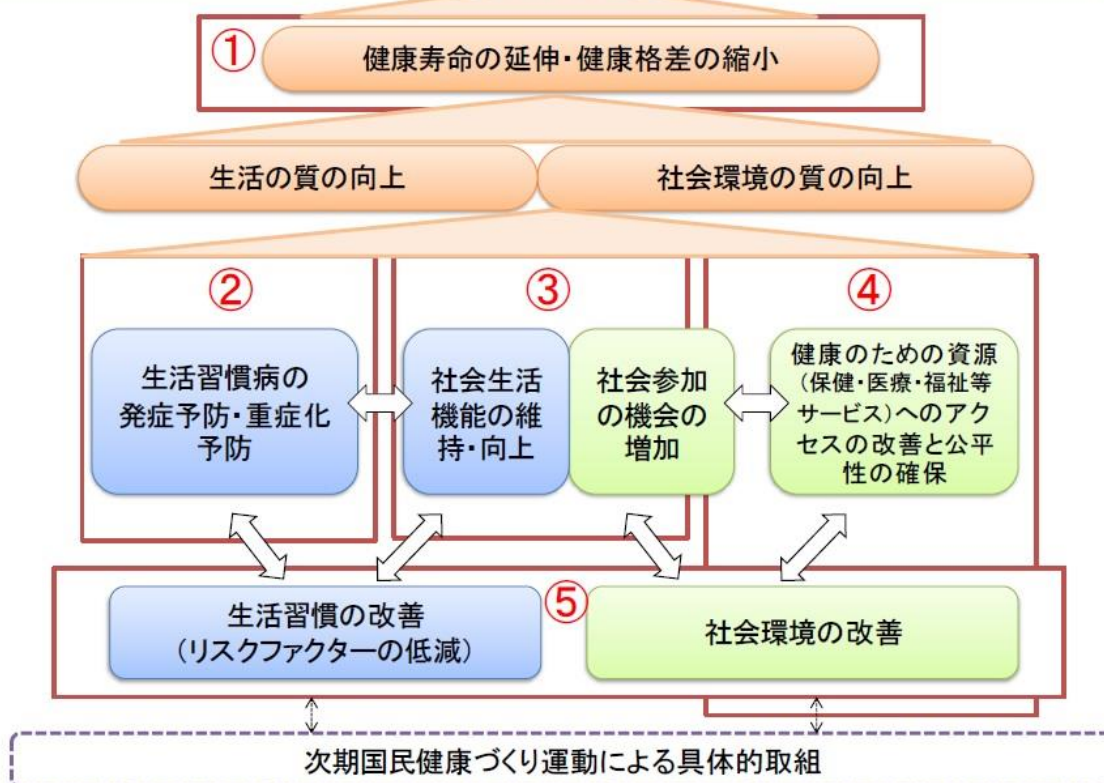 ①
健康寿命の延伸・健康格差の縮小
生活の質の向上
社会環境の質の向上
②
③
④
生活習慣病の
発症予防・重症化
予防
社会生活
機能の維
持・向上
社会参加
の機会の
増加
健康のための資源
（保健・医療・福祉等
サービス）へのアク
セスの改善と公平
性の確保
⑤
生活習慣の改善
（リスクファクターの低減）
社会環境の改善
次期国民健康づくり運動による具体的取組